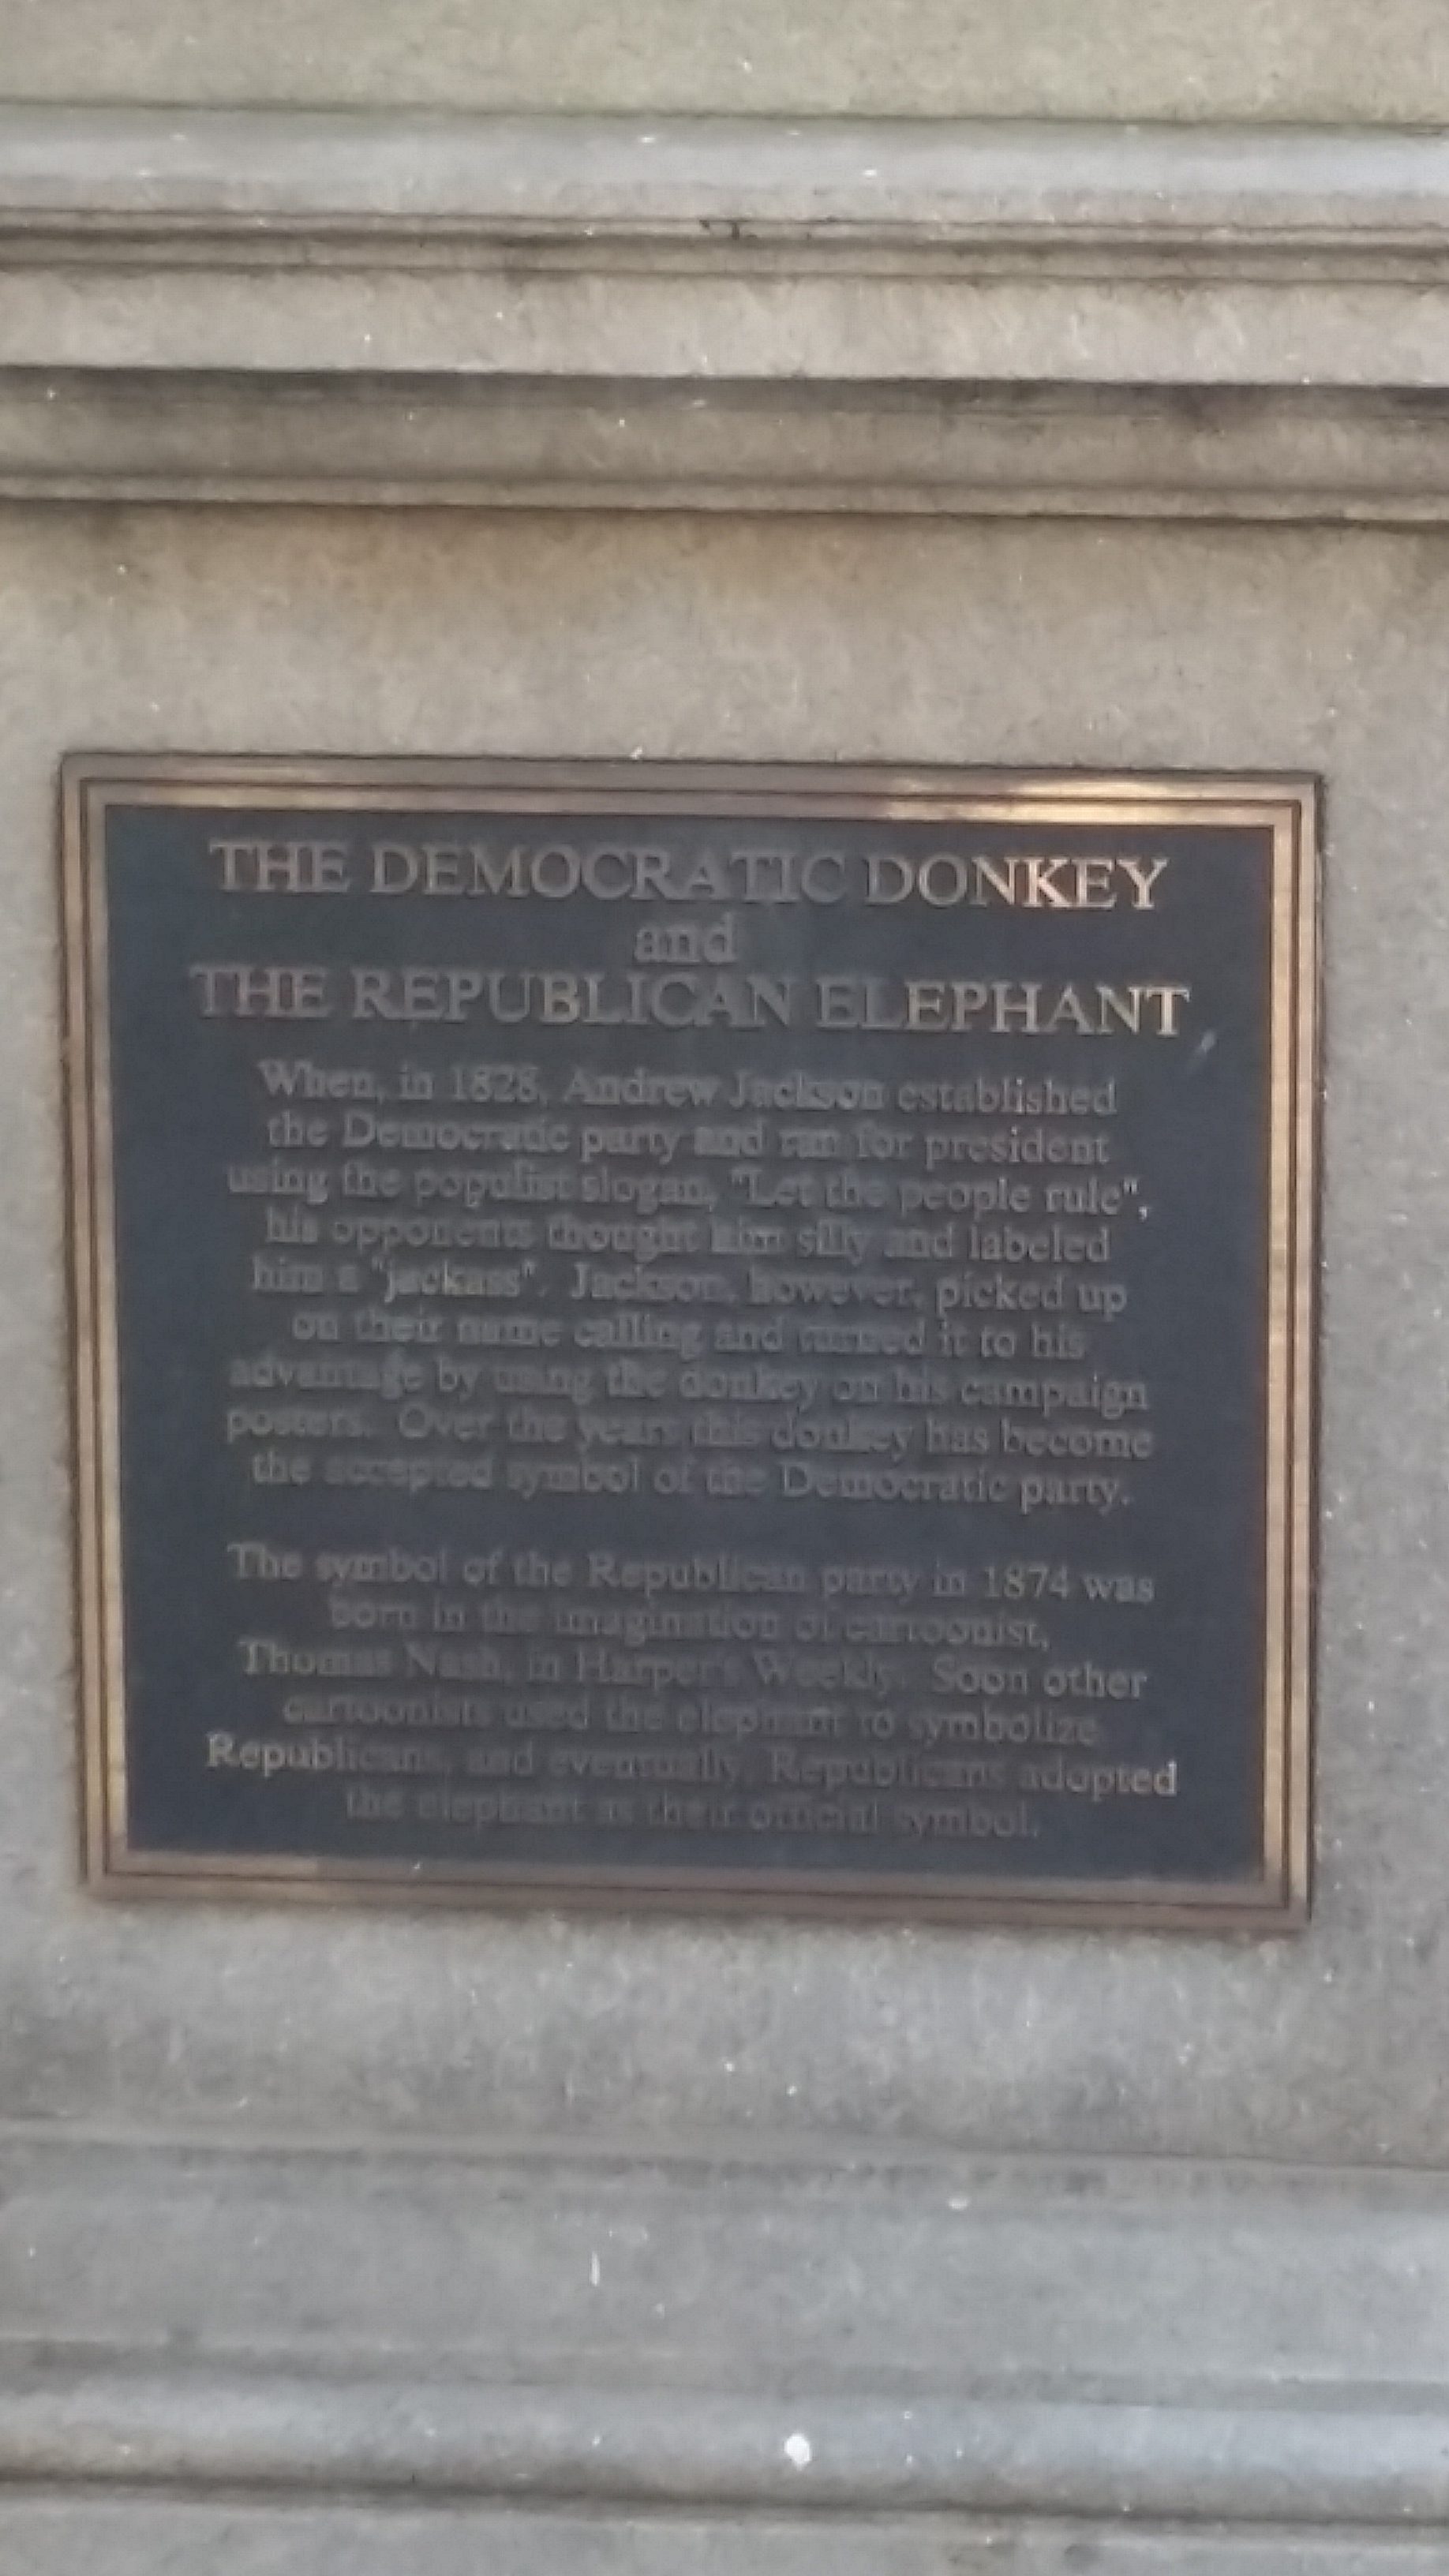 THE DEMOCRATIC DONKEY
and
THE REPUBLICAN ELEPHANT
When, in 1828, Andrew Jackson established
the Democratic party and ran for president
using the populist slogan, "Let the people rule",
his opponents thought him silly and labeled
him a "jackass". Jackson, however, picked up
on their name calling and turned it to his
advantage by using the donkey on his campaign
posters. Over the years this donkey has become
the accepted symbol of the Democratic party.
The symbol of the Republican party in 1874 was
born in the imagination of cartoonist,
Thomas Nash, in Harper's Weekly. Soon other
cartoonists used the elephant to symbolize
Republicans, and eventually, Republicans adopted
the elephant as their official symbol.